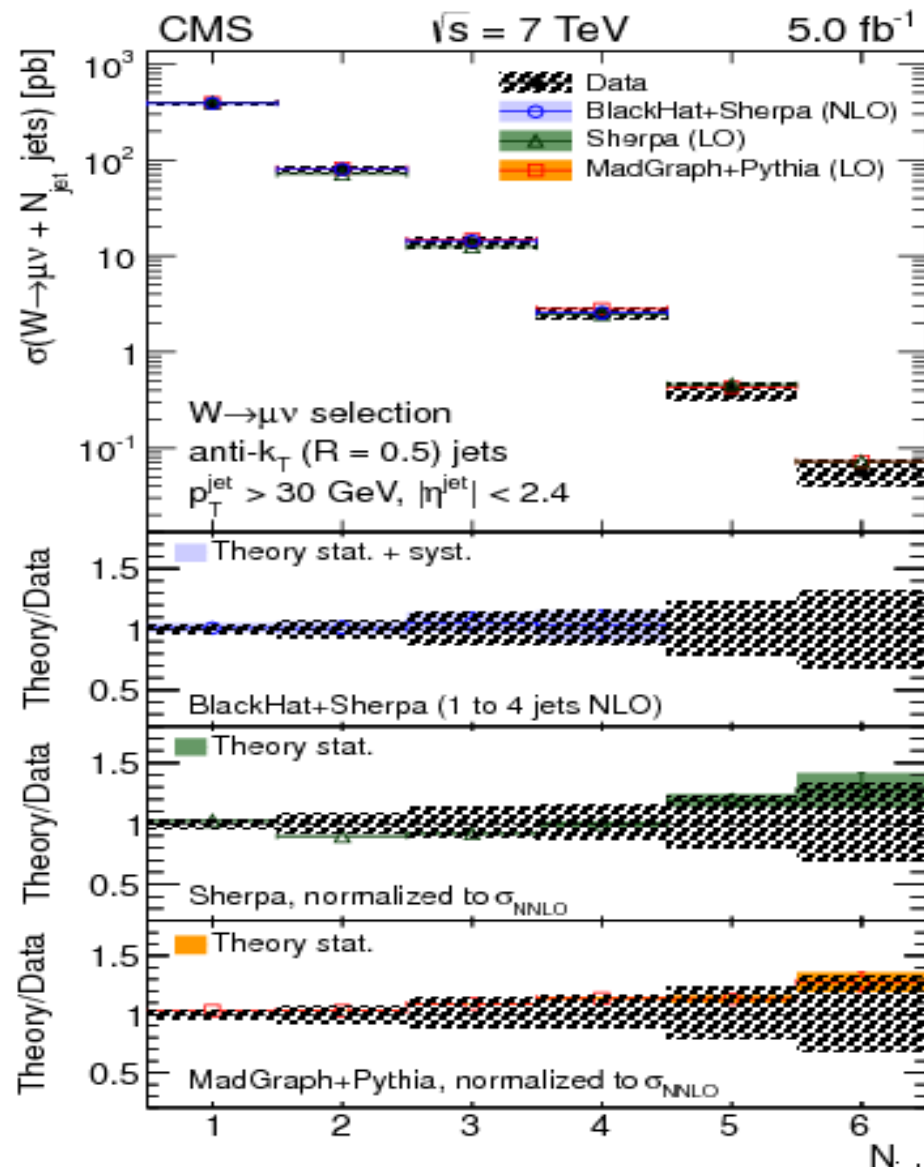 CMS √s = 7 TeV 5.0 fb⁻¹
σ(W→μν + N_jet jets) [pb]
10³
10²
10
1
10⁻¹
Data
BlackHat+Sherpa (NLO)
Sherpa (LO)
MadGraph+Pythia (LO)
W→μν selection
anti-k_T (R = 0.5) jets
p_T^jet > 30 GeV, |η^jet| < 2.4
Theory/Data
1.5
1
0.5
Theory stat. + syst.
BlackHat+Sherpa (1 to 4 jets NLO)
Theory/Data
1.5
1
0.5
Theory stat.
Sherpa, normalized to σ_NNLO
Theory/Data
1.5
1
0.5
Theory stat.
MadGraph+Pythia, normalized to σ_NNLO
1 2 3 4 5 6
N